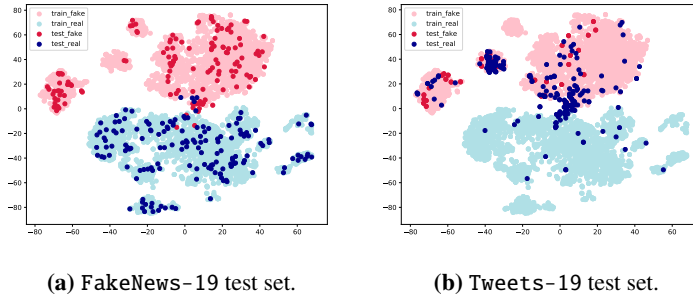 train_fake
train_real
test_fake
test_real
80
60
40
20
0
−20
−40
−60
−80
−80 −60 −40 −20 0 20 40 60
(a) FakeNews-19 test set.
train_fake
train_real
test_fake
test_real
80
60
40
20
0
−20
−40
−60
−80
−80 −60 −40 −20 0 20 40 60
(b) Tweets-19 test set.